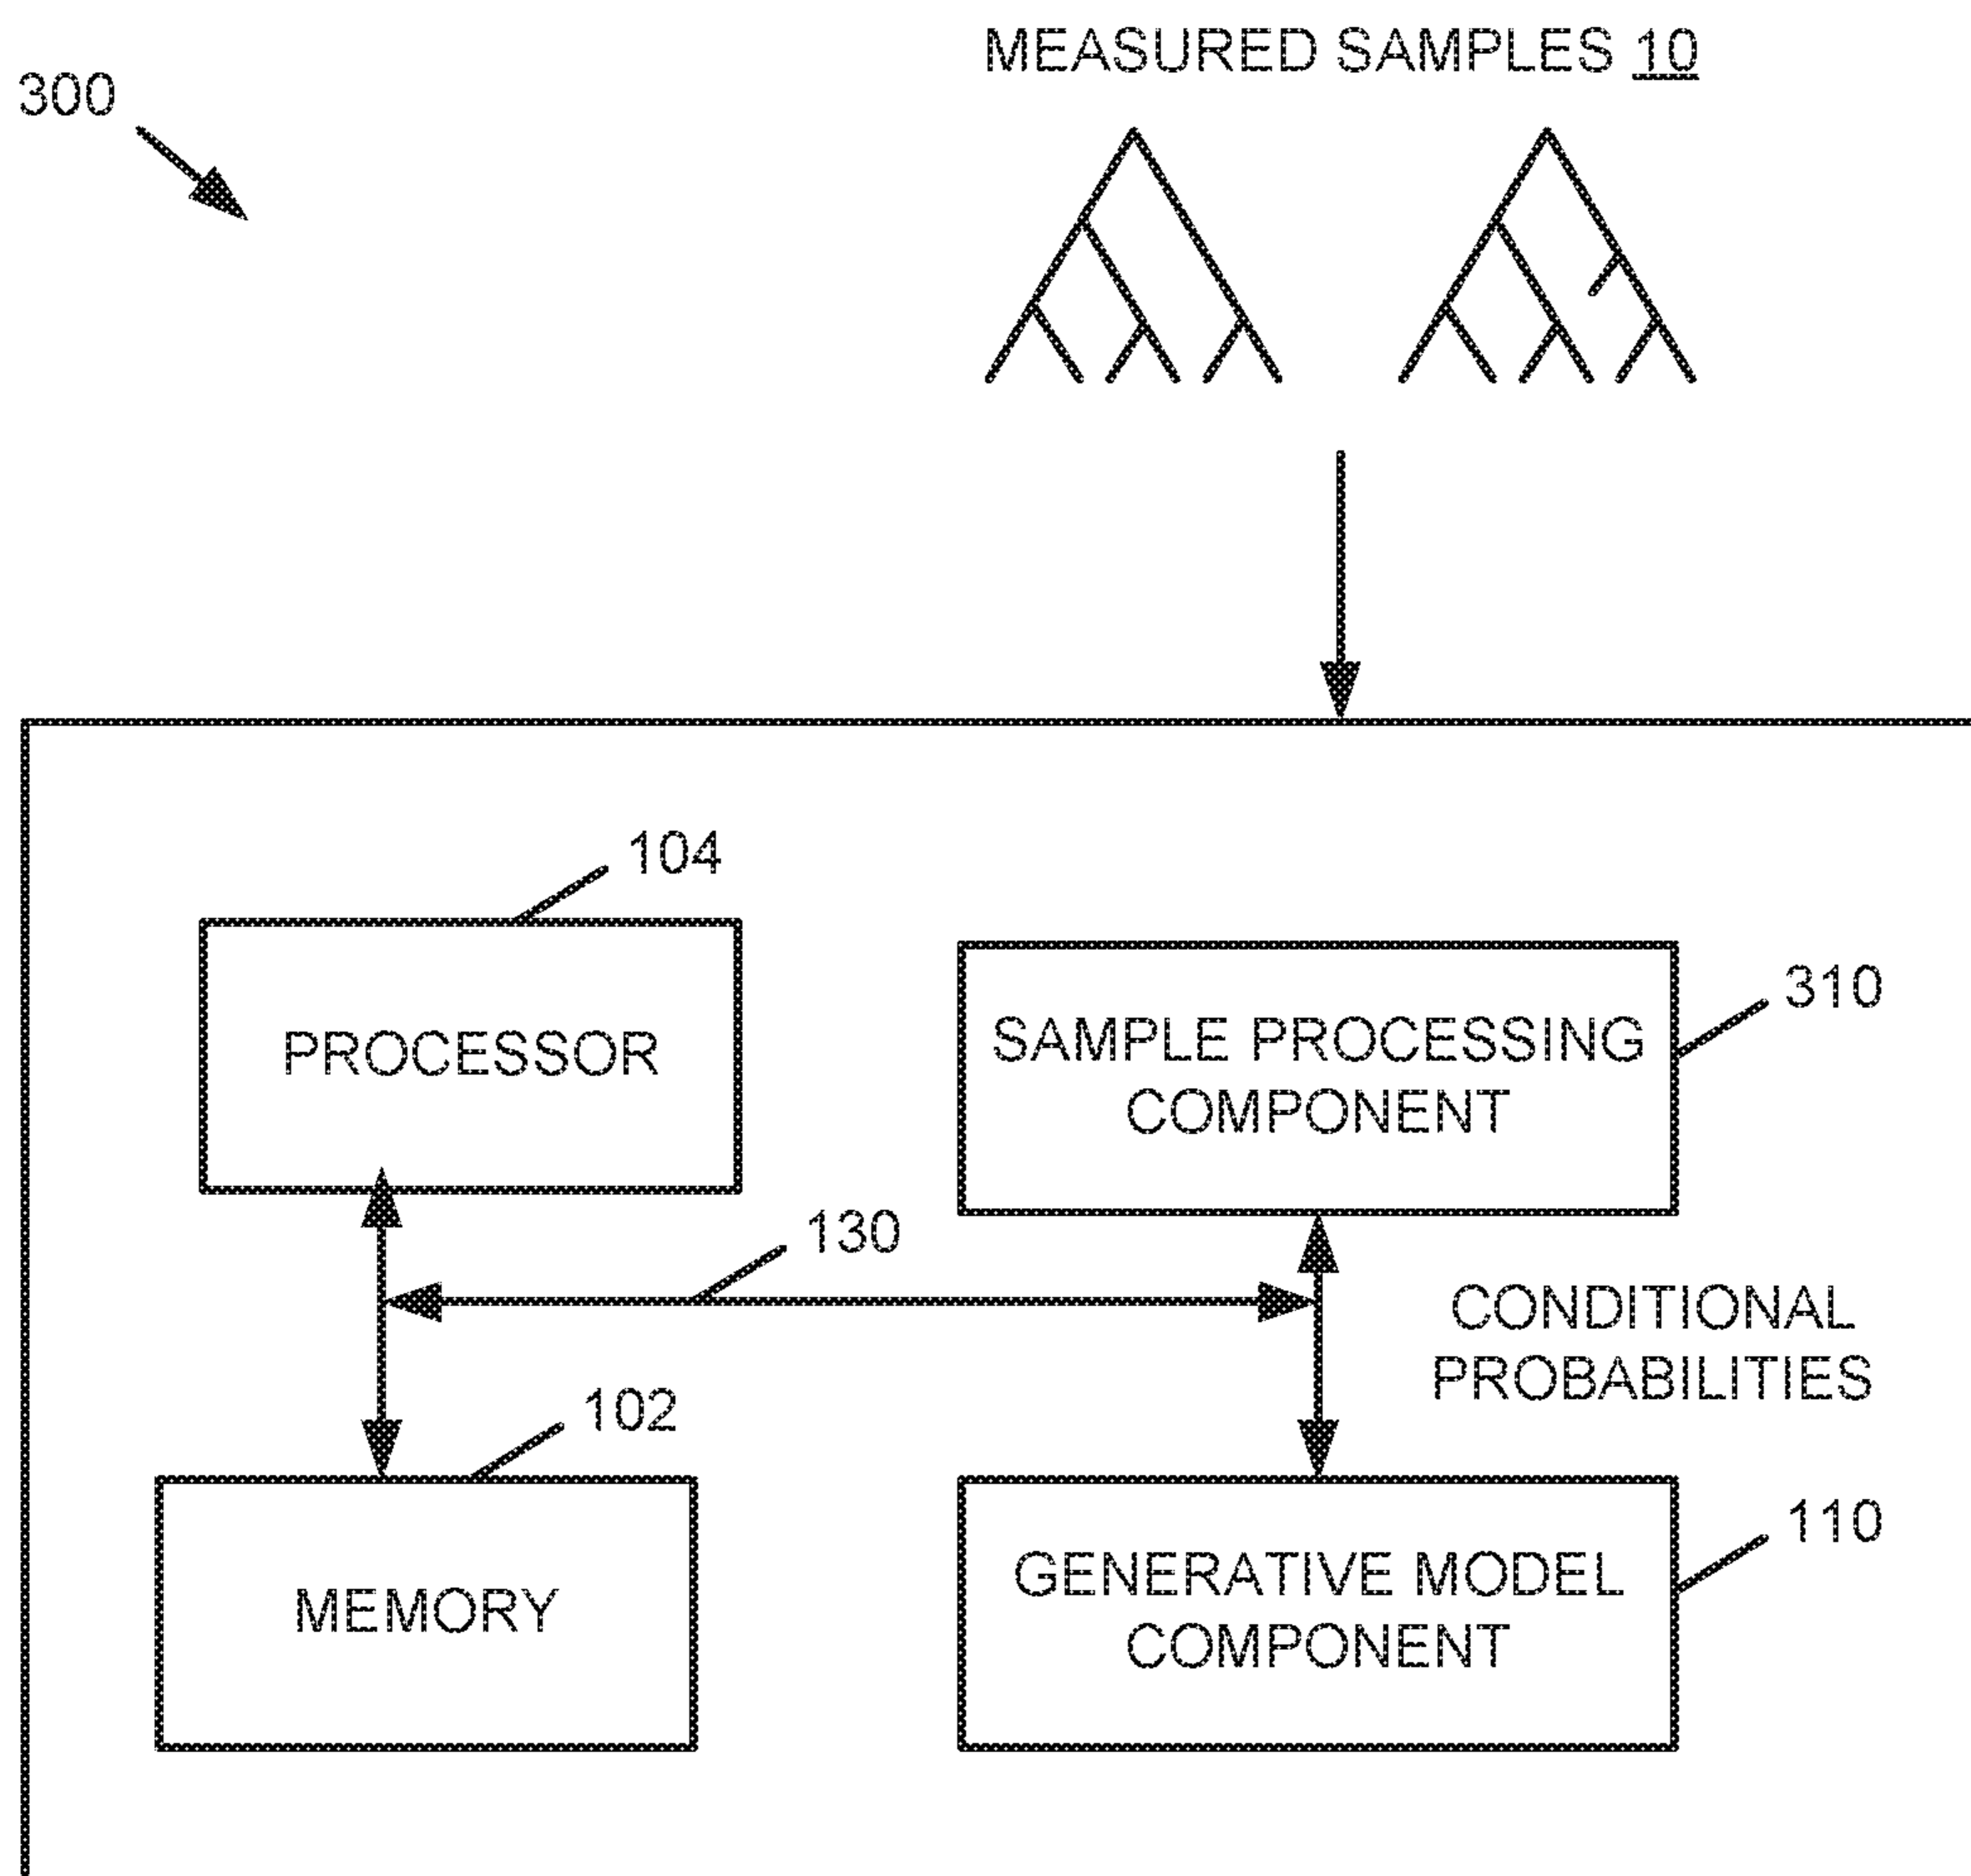 MEASURED SAMPLES 10
300
104
PROCESSOR
310
SAMPLE PROCESSING
COMPONENT
130
CONDITIONAL
PROBABILITIES
102
MEMORY
110
GENERATIVE MODEL
COMPONENT